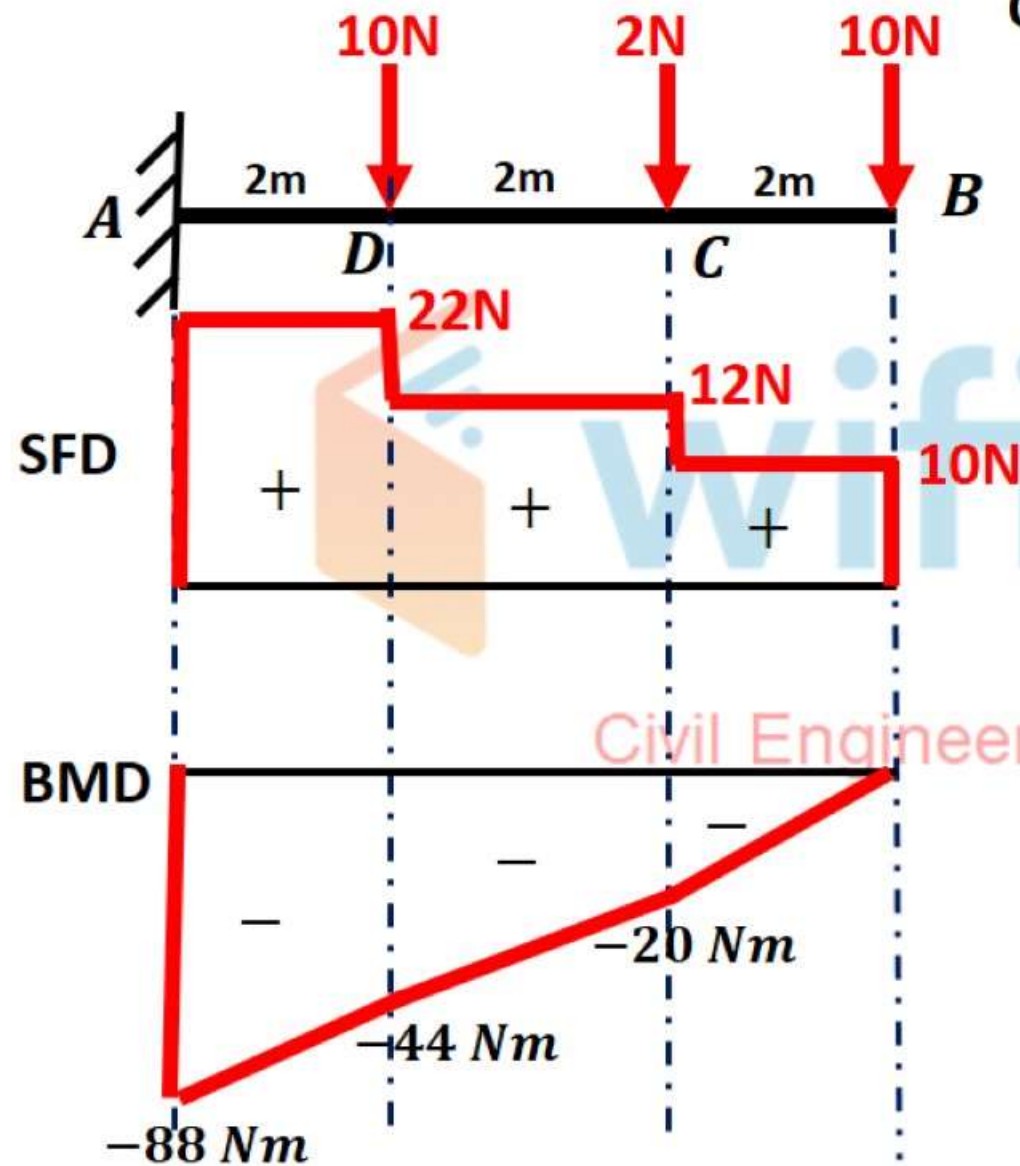 10N 2N 10N
2m 2m 2m
A B
D C
22N
12N
SFD 10N
+ + +
wifi
Civil Engineer
BMD
− − −
−20 Nm
−44 Nm
−88 Nm